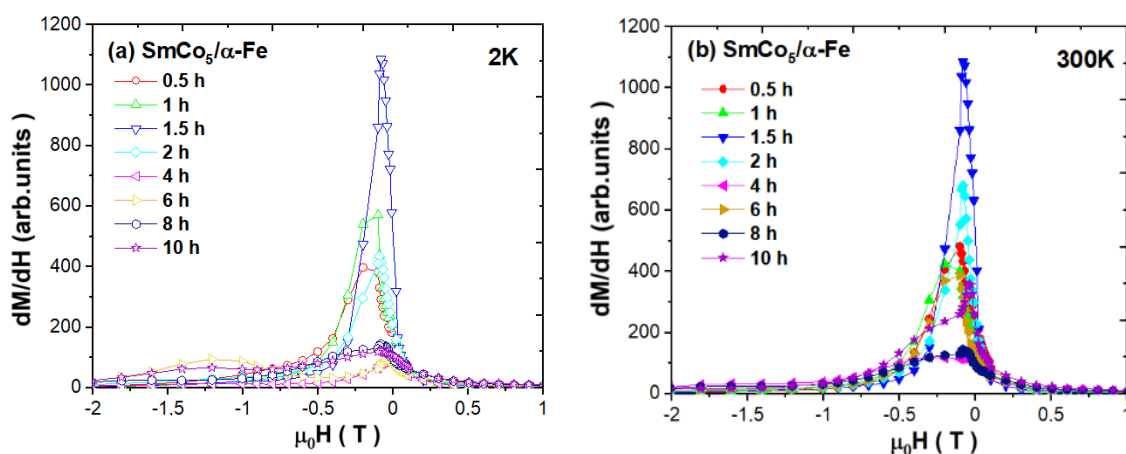 (a) SmCo₅/α-Fe
2K
0.5 h
1 h
1.5 h
2 h
4 h
6 h
8 h
10 h
1200
1000
800
600
400
200
0
dM/dH (arb.units)
-2
-1.5
-1
-0.5
0
0.5
1
μ₀H ( T )
(b) SmCo₅/α-Fe
300K
0.5 h
1 h
1.5 h
2 h
4 h
6 h
8 h
10 h
1200
1000
800
600
400
200
0
dM/dH (arb.units)
-2
-1.5
-1
-0.5
0
0.5
1
μ₀H ( T )